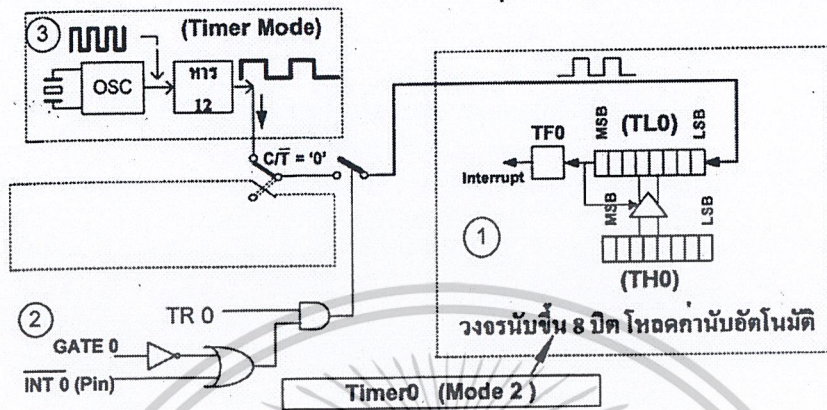 3
(Timer Mode)
OSC
หาร
12
C/T̅ = '0'
TF0
MSB
(TL0)
LSB
Interrupt
MSB
LSB
1
(TH0)
2
TR 0
GATE 0
I̅N̅T̅ 0 (Pin)
วงจรนับขึ้น 8 บิต โหลดค่านับอัตโนมัติ
Timer0 (Mode 2 )